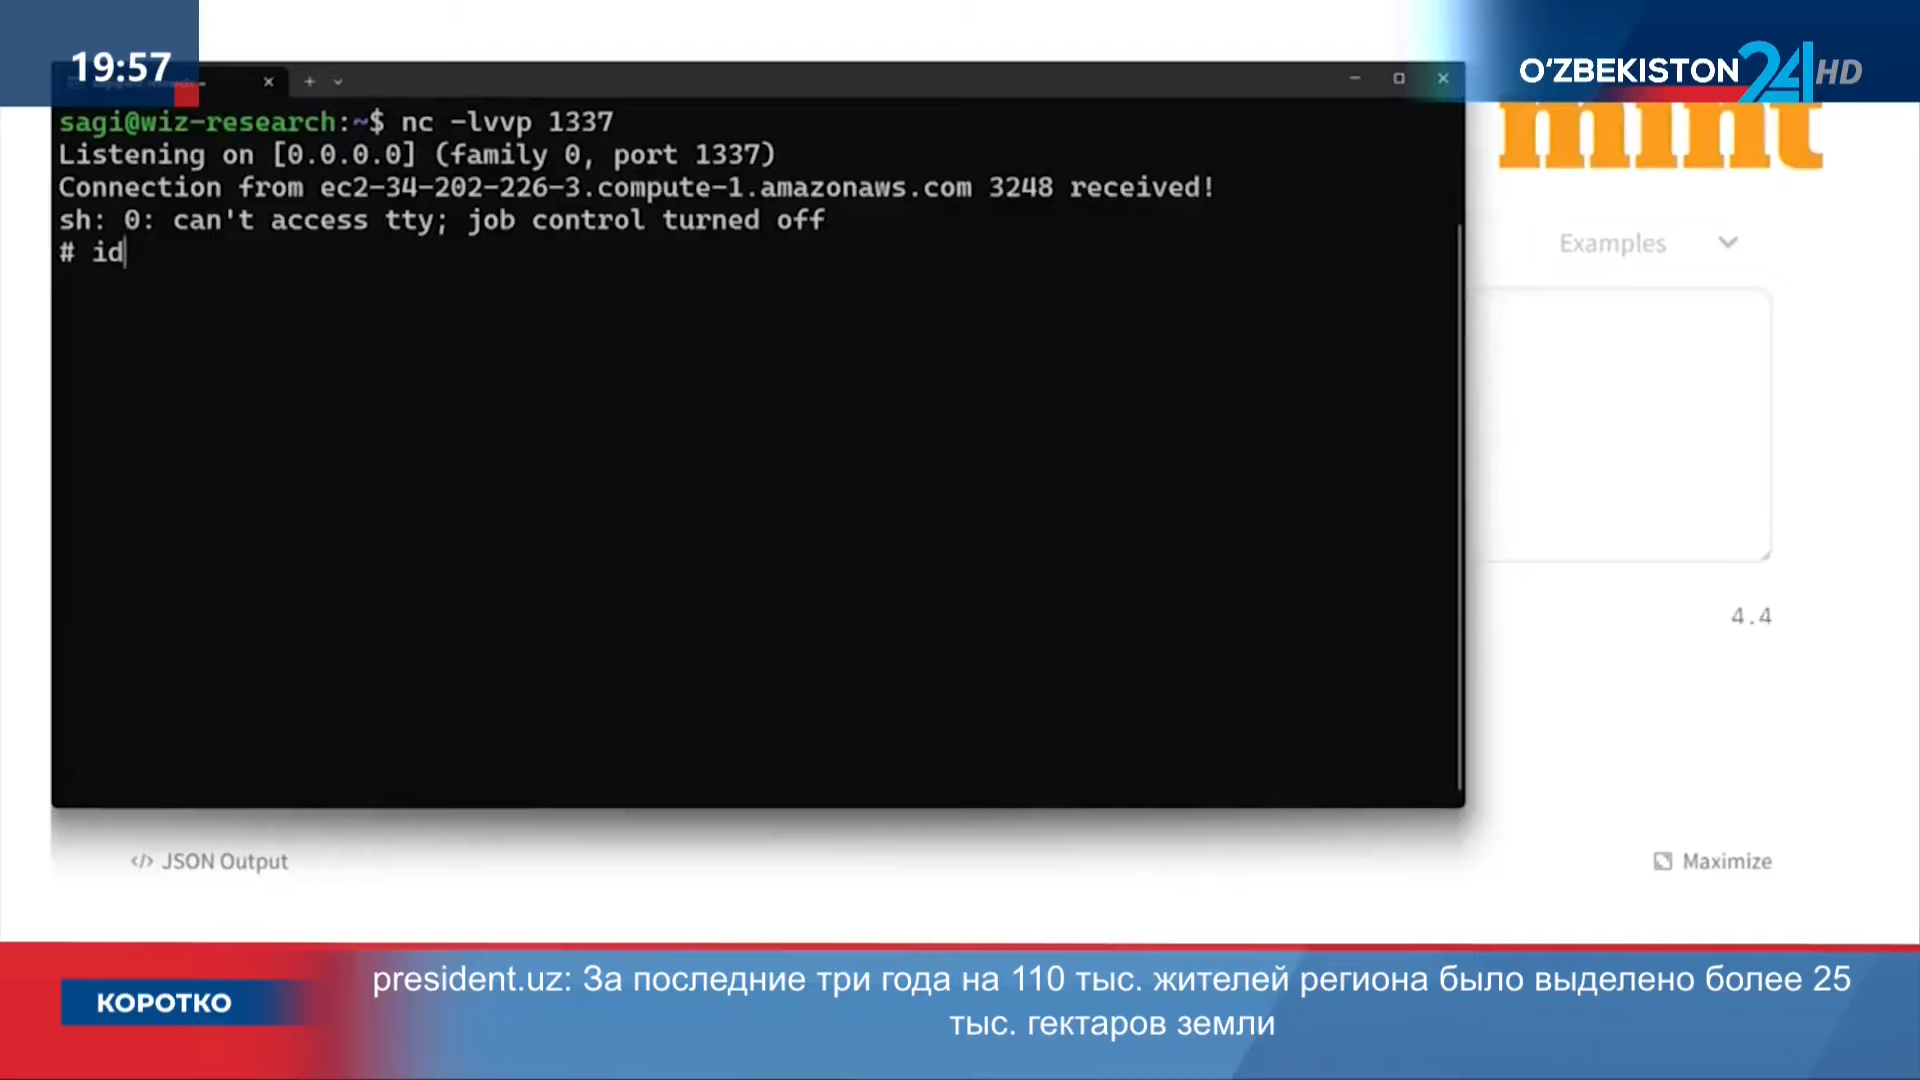 19:57
O‘ZBEKISTON 24 HD
mint
sagi@wiz-research:~$ nc -lvvp 1337
Listening on [0.0.0.0] (family 0, port 1337)
Connection from ec2-34-202-226-3.compute-1.amazonaws.com 3248 received!
sh: 0: can't access tty; job control turned off
# id
Examples
4.4
</> JSON Output
Maximize
КОРОТКО
president.uz: За последние три года на 110 тыс. жителей региона было выделено более 25
тыс. гектаров земли